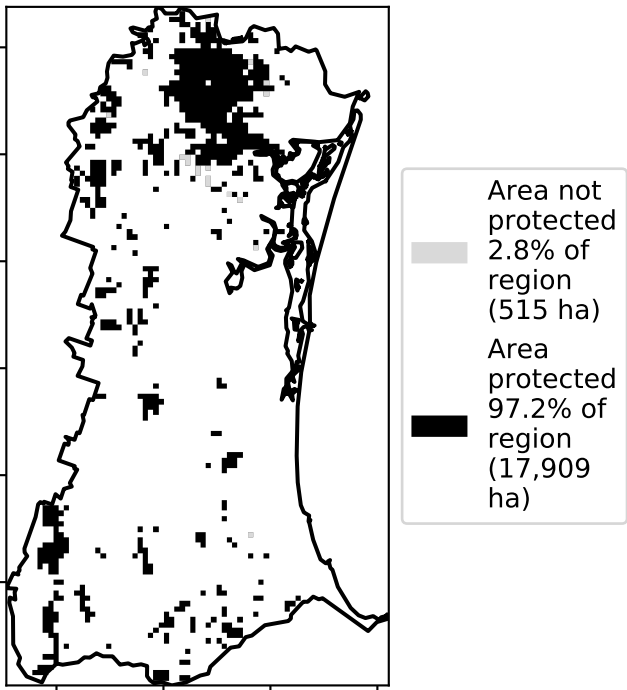 Area not
protected
2.8% of
region
(515 ha)
Area
protected
97.2% of
region
(17,909
ha)